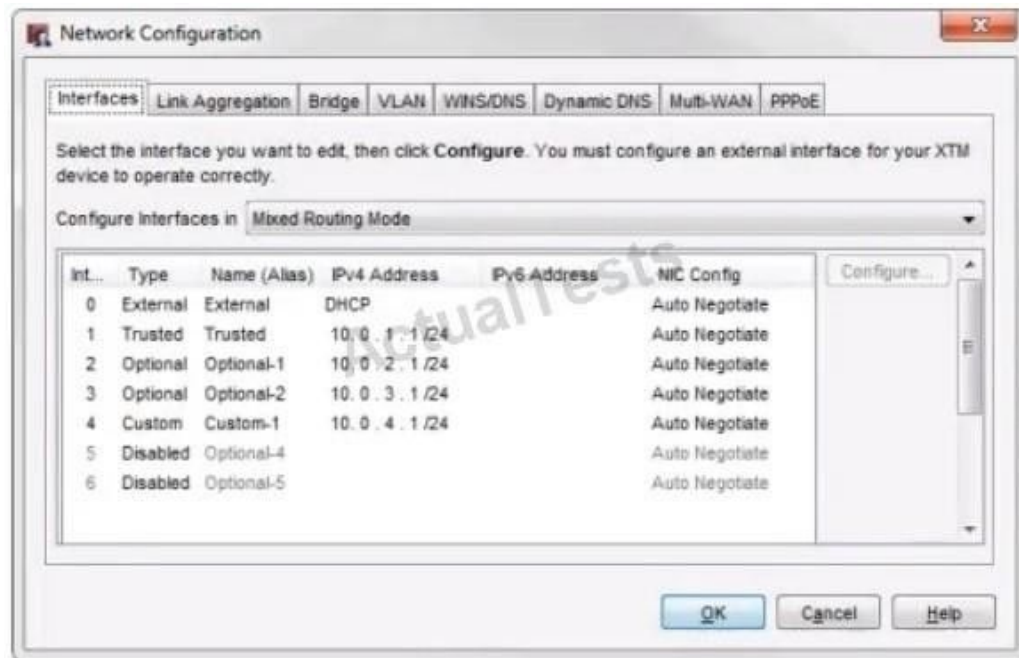 Network Configuration
Interfaces Link Aggregation Bridge VLAN WINS/DNS Dynamic DNS Multi-WAN PPPoE
Select the interface you want to edit, then click Configure. You must configure an external interface for your XTM
device to operate correctly.
Configure Interfaces in Mixed Routing Mode
Int... Type Name (Alias) IPv4 Address IPv6 Address NIC Config Configure...
0 External External DHCP Auto Negotiate
1 Trusted Trusted 10. 0 . 1 . 1 /24 Auto Negotiate
2 Optional Optional-1 10. 0 . 2 . 1 /24 Auto Negotiate
3 Optional Optional-2 10. 0 . 3 . 1 /24 Auto Negotiate
4 Custom Custom-1 10. 0 . 4 . 1 /24 Auto Negotiate
5 Disabled Optional-4 Auto Negotiate
6 Disabled Optional-5 Auto Negotiate
ActualTests
OK Cancel Help